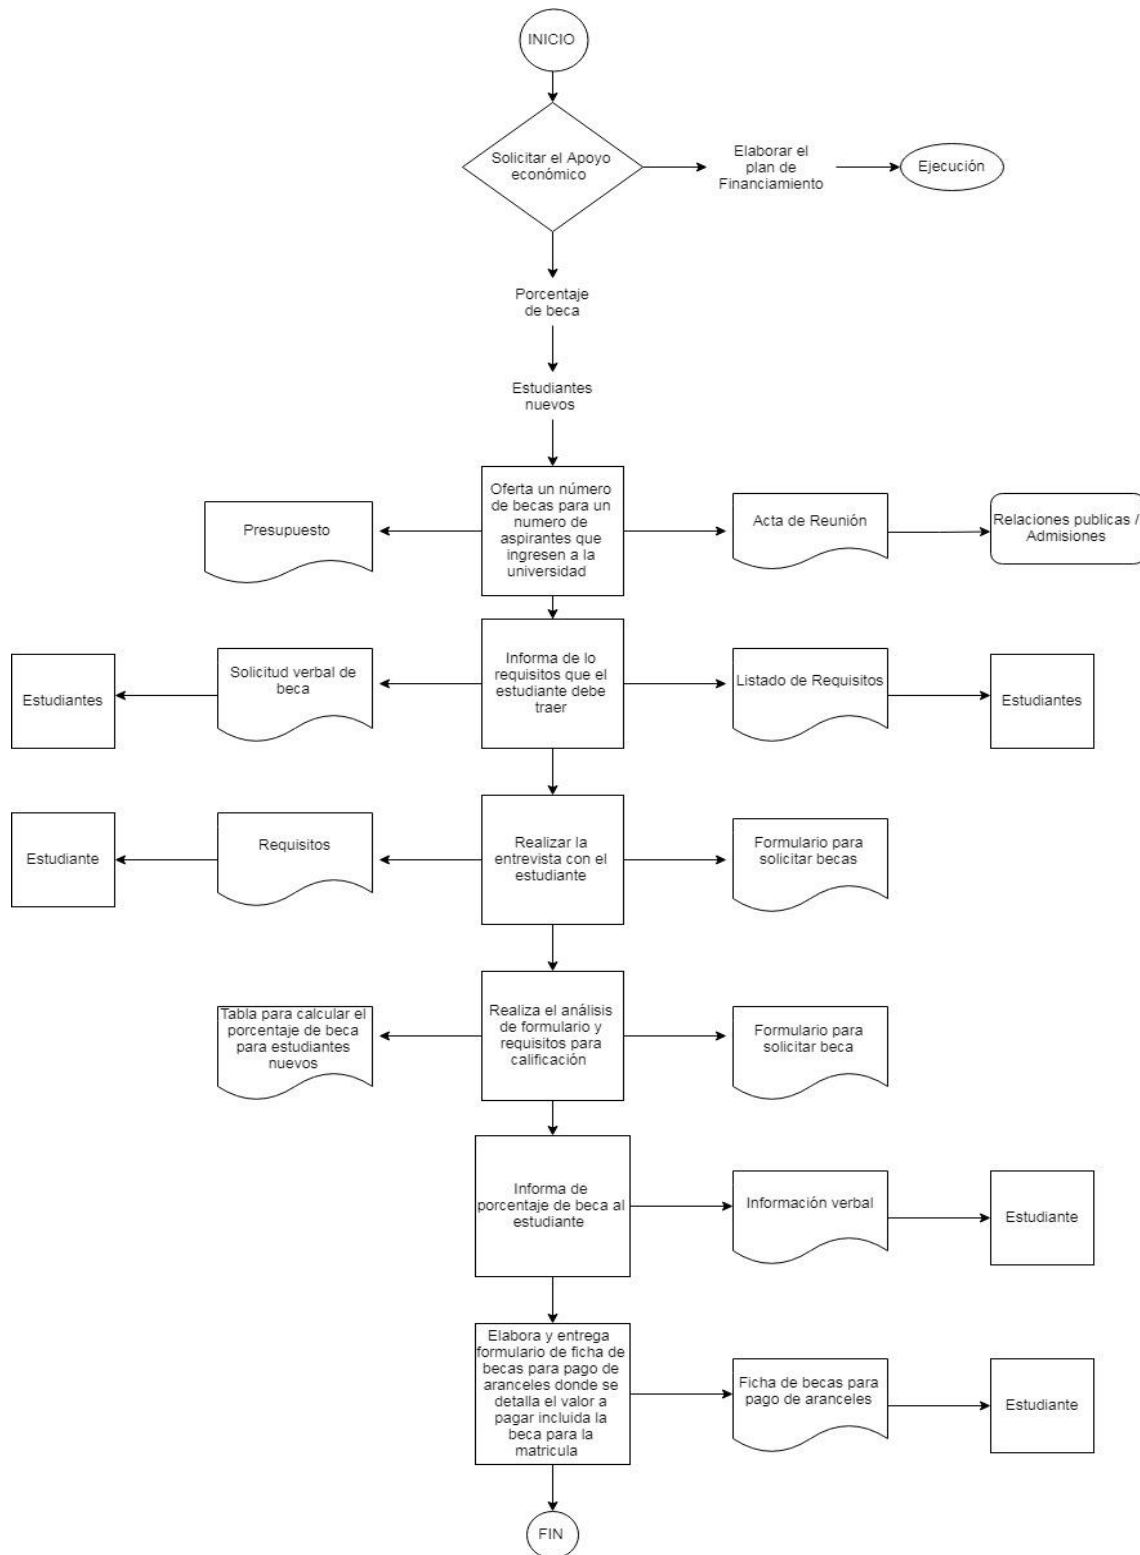 INICIO
Solicitar el Apoyo
económico
Elaborar el
plan de
Financiamiento
Ejecución
Porcentaje
de beca
Estudiantes
nuevos
Presupuesto
Oferta un número
de becas para un
numero de
aspirantes que
ingresen a la
universidad
Acta de Reunión
Relaciones publicas /
Admisiones
Estudiantes
Solicitud verbal de
beca
Informa de lo
requisitos que el
estudiante debe
traer
Listado de Requisitos
Estudiantes
Estudiante
Requisitos
Realizar la
entrevista con el
estudiante
Formulario para
solicitar becas
Tabla para calcular el
porcentaje de beca
para estudiantes
nuevos
Realiza el análisis
de formulario y
requisitos para
calificación
Formulario para
solicitar beca
Informa de
porcentaje de beca al
estudiante
Información verbal
Estudiante
Elabora y entrega
formulario de ficha de
becas para pago de
aranceles donde se
detalla el valor a
pagar incluida la
beca para la
matricula
Ficha de becas para
pago de aranceles
Estudiante
FIN